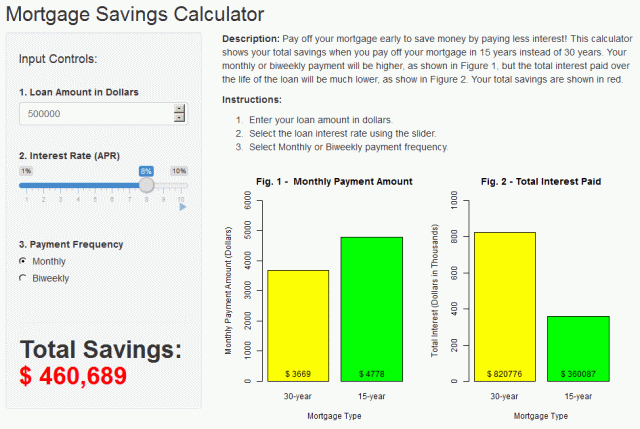 Mortgage Savings Calculator
Input Controls:
1. Loan Amount in Dollars
500000
2. Interest Rate (APR)
1% 8% 10%
1 2 3 4 5 6 7 8 9 10
3. Payment Frequency
Monthly
Biweekly
Total Savings:
$ 460,689
Description: Pay off your mortgage early to save money by paying less interest! This calculator
shows your total savings when you pay off your mortgage in 15 years instead of 30 years. Your
monthly or biweekly payment will be higher, as shown in Figure 1, but the total interest paid over
the life of the loan will be much lower, as show in Figure 2. Your total savings are shown in red.
Instructions:
1. Enter your loan amount in dollars.
2. Select the loan interest rate using the slider.
3. Select Monthly or Biweekly payment frequency.
Fig. 1 - Monthly Payment Amount
Monthly Payment Amount (Dollars)
6000
5000
4000
3000
2000
1000
0
$ 3669 $ 4778
30-year 15-year
Mortgage Type
Fig. 2 - Total Interest Paid
Total Interest (Dollars in Thousands)
1000
800
600
400
200
0
$ 820776 $ 360087
30-year 15-year
Mortgage Type